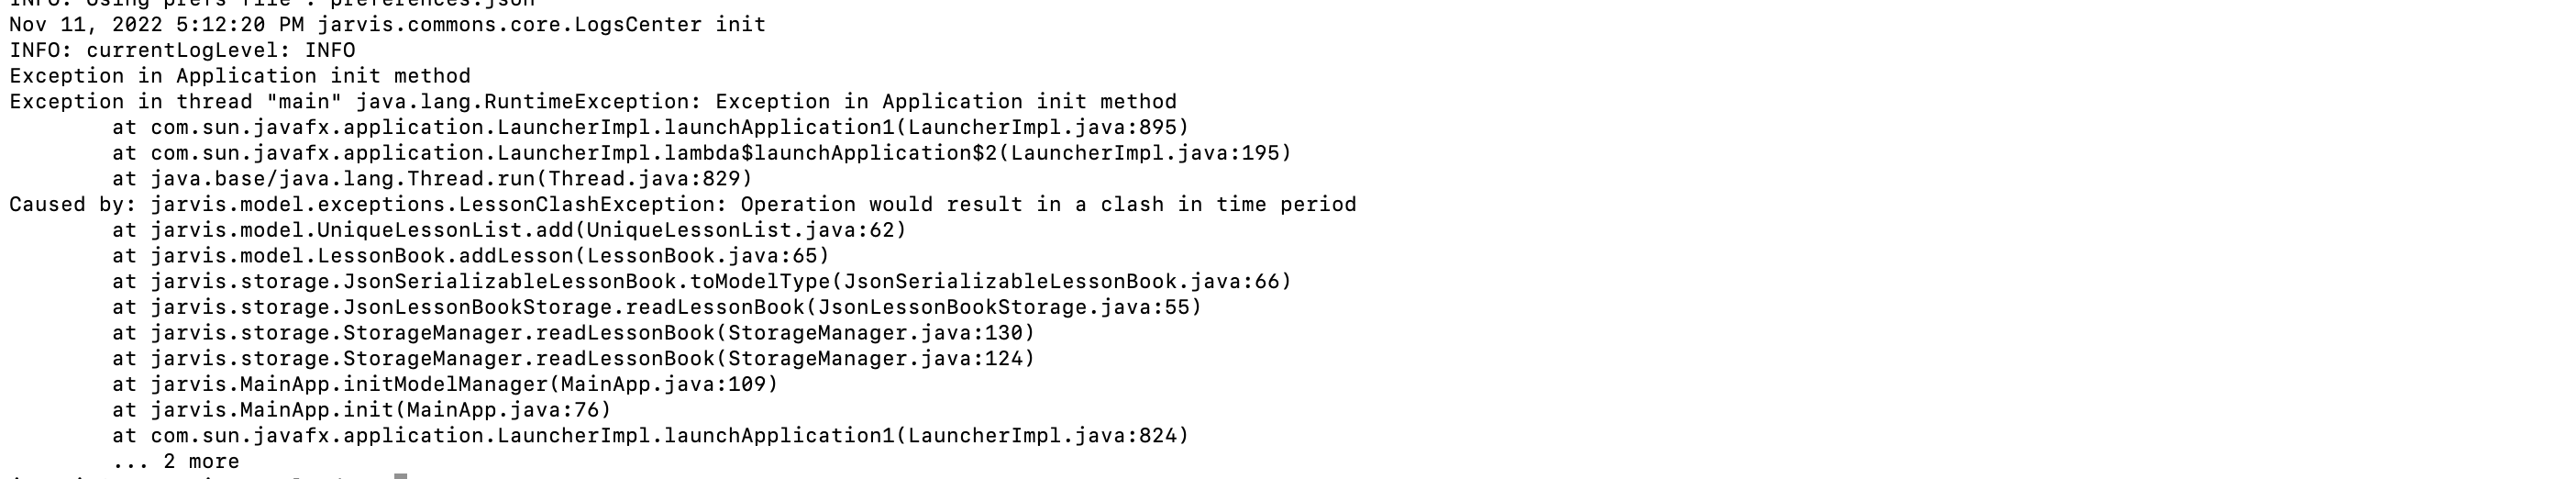 INFO: Using prefs file : preferences.json
Nov 11, 2022 5:12:20 PM jarvis.commons.core.LogsCenter init
INFO: currentLogLevel: INFO
Exception in Application init method
Exception in thread "main" java.lang.RuntimeException: Exception in Application init method
at com.sun.javafx.application.LauncherImpl.launchApplication1(LauncherImpl.java:895)
at com.sun.javafx.application.LauncherImpl.lambda$launchApplication$2(LauncherImpl.java:195)
at java.base/java.lang.Thread.run(Thread.java:829)
Caused by: jarvis.model.exceptions.LessonClashException: Operation would result in a clash in time period
at jarvis.model.UniqueLessonList.add(UniqueLessonList.java:62)
at jarvis.model.LessonBook.addLesson(LessonBook.java:65)
at jarvis.storage.JsonSerializableLessonBook.toModelType(JsonSerializableLessonBook.java:66)
at jarvis.storage.JsonLessonBookStorage.readLessonBook(JsonLessonBookStorage.java:55)
at jarvis.storage.StorageManager.readLessonBook(StorageManager.java:130)
at jarvis.storage.StorageManager.readLessonBook(StorageManager.java:124)
at jarvis.MainApp.initModelManager(MainApp.java:109)
at jarvis.MainApp.init(MainApp.java:76)
at com.sun.javafx.application.LauncherImpl.launchApplication1(LauncherImpl.java:824)
... 2 more